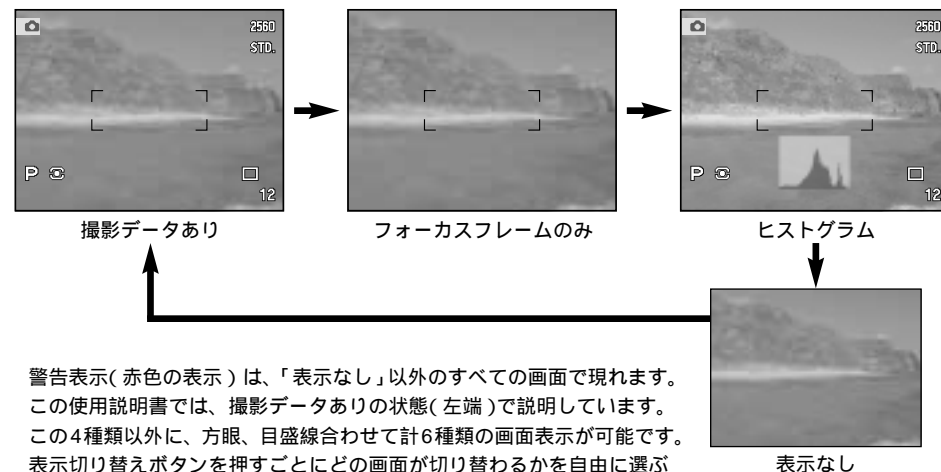 2560
STD.
P
12
撮影データあり
フォーカスフレームのみ
2560
STD.
P
12
ヒストグラム
警告表示(赤色の表示)は、「表示なし」以外のすべての画面で現れます。
この使用説明書では、撮影データありの状態(左端)で説明しています。
この4種類以外に、方眼、目盛線合わせて計6種類の画面表示が可能です。
表示切り替えボタンを押すごとにどの画面が切り替わるかを自由に選ぶ
表示なし